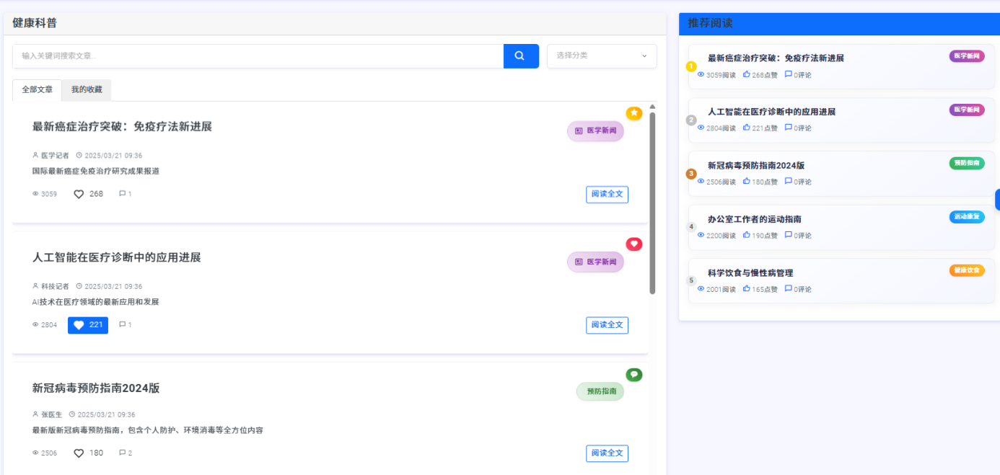 健康科普
输入关键词搜索文章...
选择分类
全部文章 我的收藏
最新癌症治疗突破：免疫疗法新进展
医学新闻
医学记者 2025/03/21 09:36
国际最新癌症免疫治疗研究成果报道
3059 268 1
阅读全文
人工智能在医疗诊断中的应用进展
医学新闻
科技记者 2025/03/21 09:36
AI技术在医疗领域的最新应用和发展
2804 221 1
阅读全文
新冠病毒预防指南2024版
预防指南
张医生 2025/03/21 09:36
最新版新冠病毒预防指南，包含个人防护、环境消毒等全方位内容
2506 180 2
阅读全文
推荐阅读
1
最新癌症治疗突破：免疫疗法新进展
医学新闻
3059阅读 268点赞 0评论
2
人工智能在医疗诊断中的应用进展
医学新闻
2804阅读 221点赞 0评论
3
新冠病毒预防指南2024版
预防指南
2506阅读 180点赞 0评论
4
办公室工作者的运动指南
运动康复
2200阅读 190点赞 0评论
5
科学饮食与慢性病管理
健康饮食
2001阅读 165点赞 0评论